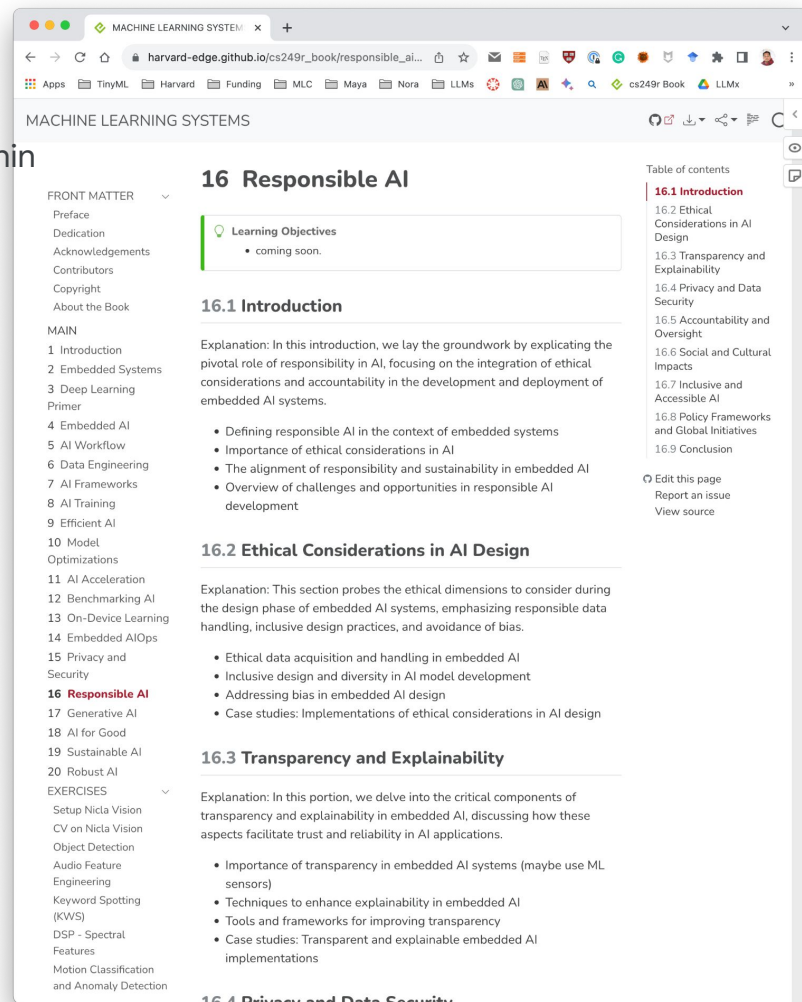 MACHINE LEARNING SYSTEM
harvard-edge.github.io/cs249r_book/responsible_ai...
Apps TinyML Harvard Funding MLC Maya Nora LLMs cs249r Book LLMx »
MACHINE LEARNING SYSTEMS
FRONT MATTER
Preface
Dedication
Acknowledgements
Contributors
Copyright
About the Book
MAIN
1 Introduction
2 Embedded Systems
3 Deep Learning
Primer
4 Embedded AI
5 AI Workflow
6 Data Engineering
7 AI Frameworks
8 AI Training
9 Efficient AI
10 Model
Optimizations
11 AI Acceleration
12 Benchmarking AI
13 On-Device Learning
14 Embedded AIOps
15 Privacy and
Security
16 Responsible AI
17 Generative AI
18 AI for Good
19 Sustainable AI
20 Robust AI
EXERCISES
Setup Nicla Vision
CV on Nicla Vision
Object Detection
Audio Feature
Engineering
Keyword Spotting
(KWS)
DSP - Spectral
Features
Motion Classification
and Anomaly Detection
16 Responsible AI
Learning Objectives
• coming soon.
16.1 Introduction
Explanation: In this introduction, we lay the groundwork by explicating the
pivotal role of responsibility in AI, focusing on the integration of ethical
considerations and accountability in the development and deployment of
embedded AI systems.
• Defining responsible AI in the context of embedded systems
• Importance of ethical considerations in AI
• The alignment of responsibility and sustainability in embedded AI
• Overview of challenges and opportunities in responsible AI
development
16.2 Ethical Considerations in AI Design
Explanation: This section probes the ethical dimensions to consider during
the design phase of embedded AI systems, emphasizing responsible data
handling, inclusive design practices, and avoidance of bias.
• Ethical data acquisition and handling in embedded AI
• Inclusive design and diversity in AI model development
• Addressing bias in embedded AI design
• Case studies: Implementations of ethical considerations in AI design
16.3 Transparency and Explainability
Explanation: In this portion, we delve into the critical components of
transparency and explainability in embedded AI, discussing how these
aspects facilitate trust and reliability in AI applications.
• Importance of transparency in embedded AI systems (maybe use ML
sensors)
• Techniques to enhance explainability in embedded AI
• Tools and frameworks for improving transparency
• Case studies: Transparent and explainable embedded AI
implementations
16.4 Privacy and Data Security
Table of contents
16.1 Introduction
16.2 Ethical
Considerations in AI
Design
16.3 Transparency and
Explainability
16.4 Privacy and Data
Security
16.5 Accountability and
Oversight
16.6 Social and Cultural
Impacts
16.7 Inclusive and
Accessible AI
16.8 Policy Frameworks
and Global Initiatives
16.9 Conclusion
Edit this page
Report an issue
View source